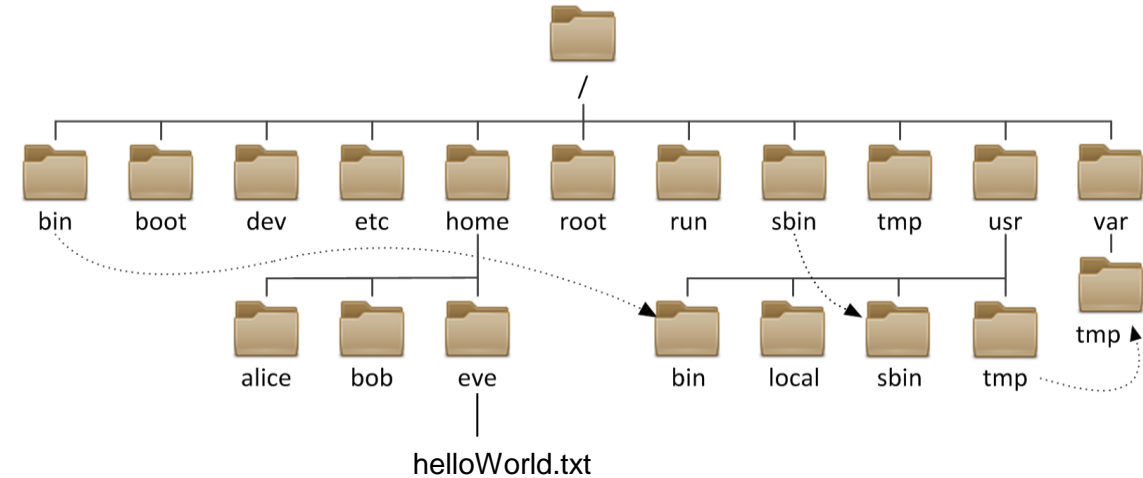 /
bin boot dev etc home root run sbin tmp usr var
tmp
alice bob eve bin local sbin tmp
helloWorld.txt